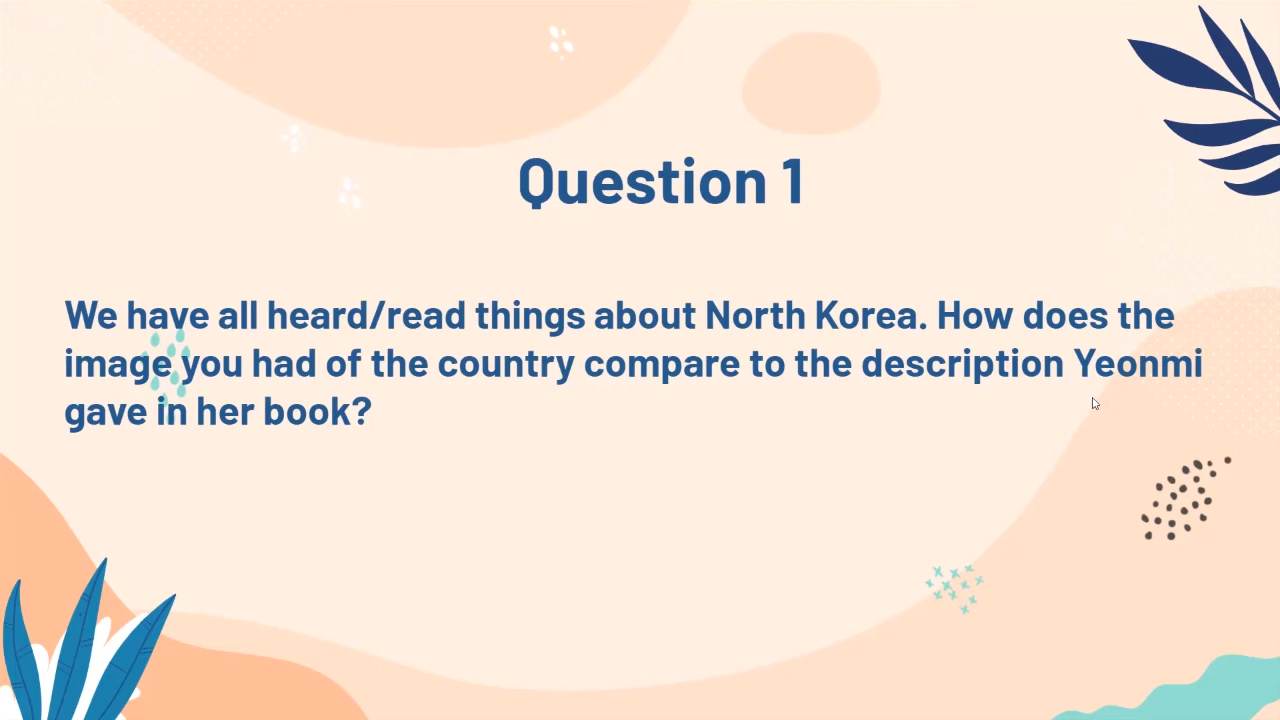 Question 1
We have all heard/read things about North Korea. How does the
image you had of the country compare to the description Yeonmi
gave in her book?